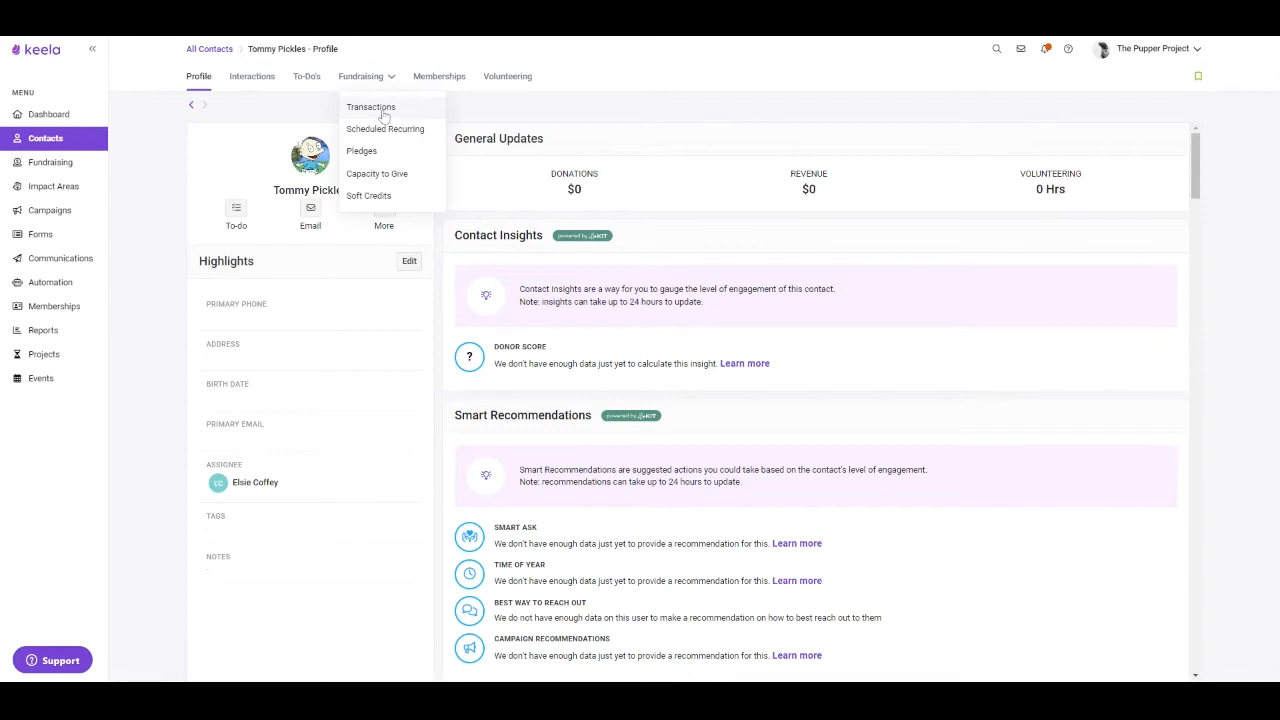 keela
All Contacts > Tommy Pickles - Profile
The Pupper Project
Profile Interactions To-Do's Fundraising Memberships Volunteering
Transactions
Scheduled Recurring
Pledges
Capacity to Give
Soft Credits
MENU
Dashboard
Contacts
Fundraising
Impact Areas
Campaigns
Forms
Communications
Automation
Memberships
Reports
Projects
Events
Support
Tommy Pickle
To-do Email More
Highlights Edit
PRIMARY PHONE
ADDRESS
BIRTH DATE
PRIMARY EMAIL
ASSIGNEE
EC Elsie Coffey
TAGS
NOTES
-
General Updates
DONATIONS REVENUE VOLUNTEERING
$0 $0 0 Hrs
Contact Insights powered by KIT
Contact Insights are a way for you to gauge the level of engagement of this contact.
Note: insights can take up to 24 hours to update.
?
DONOR SCORE
We don't have enough data just yet to calculate this insight. Learn more
Smart Recommendations powered by KIT
Smart Recommendations are suggested actions you could take based on the contact's level of engagement.
Note: recommendations can take up to 24 hours to update.
SMART ASK
We don't have enough data just yet to provide a recommendation for this. Learn more
TIME OF YEAR
We don't have enough data just yet to provide a recommendation for this. Learn more
BEST WAY TO REACH OUT
We do not have enough data on this user to make a recommendation on how to best reach out to them
CAMPAIGN RECOMMENDATIONS
We don't have enough data just yet to provide a recommendation for this. Learn more